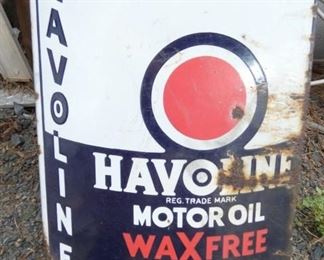 HAVOLINE
HAVOLINE
REG. TRADE MARK
MOTOR OIL
WAXFREE